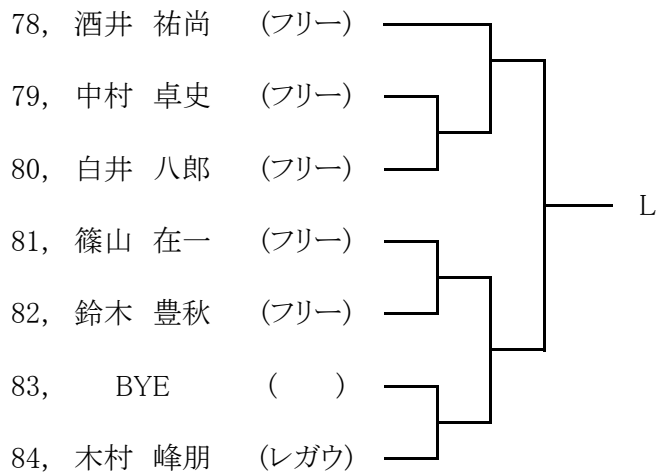 78, 酒井 祐尚 (フリー)
79, 中村 卓史 (フリー)
80, 白井 八郎 (フリー)
L
81, 篠山 在一 (フリー)
82, 鈴木 豊秋 (フリー)
83, BYE ( )
84, 木村 峰朋 (レガウ)